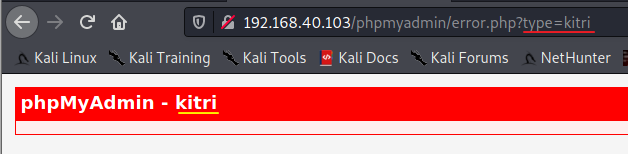 192.168.40.103/phpmyadmin/error.php?type=kitri
Kali Linux Kali Training Kali Tools Kali Docs Kali Forums NetHunter
phpMyAdmin - kitri